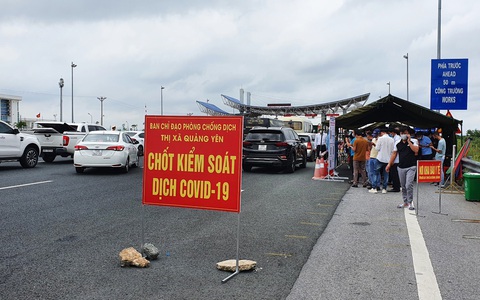 BAN CHỈ ĐẠO PHÒNG CHỐNG DỊCH
THỊ XÃ QUẢNG YÊN
CHỐT KIỂM SOÁT
DỊCH COVID-19
PHÍA TRƯỚC
AHEAD
50 m
CÔNG TRƯỜNG
WORKS